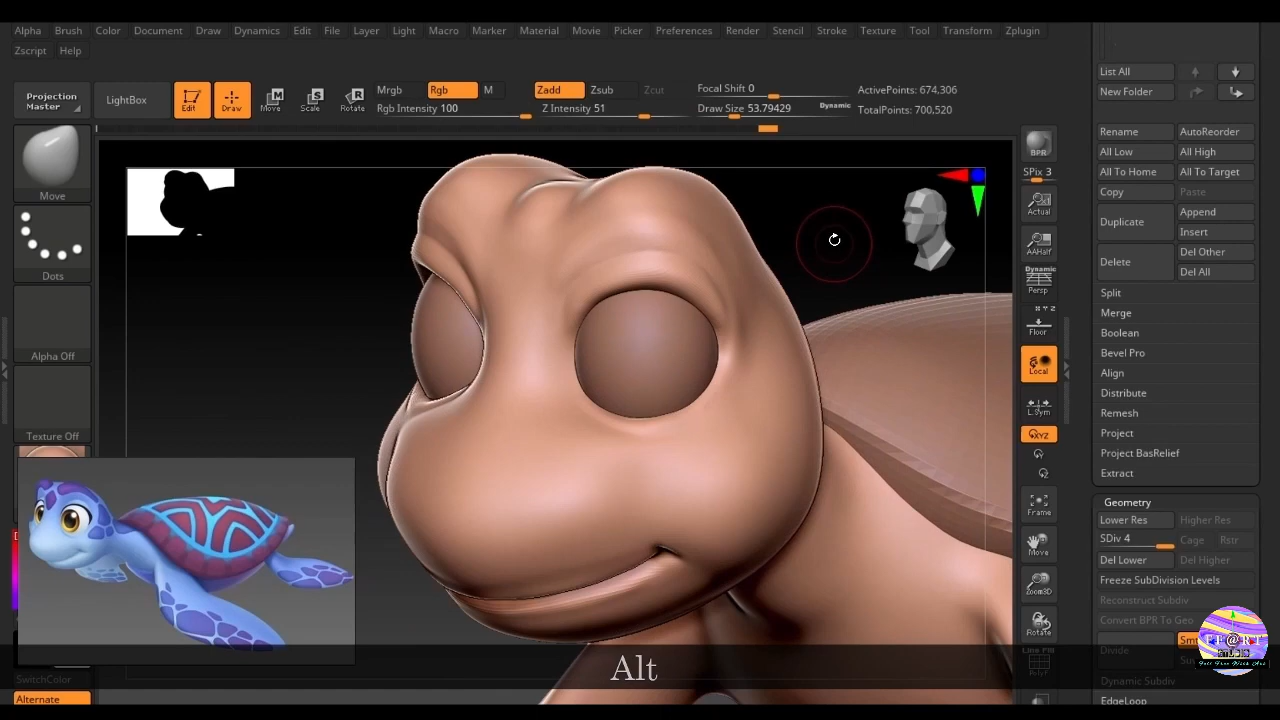 Alpha Brush Color Document Draw Dynamics Edit File Layer Light Macro Marker Material Movie Picker Preferences Render Stencil Stroke Texture Tool Transform Zplugin
Zscript Help
Projection Master
LightBox
Edit
Draw
Move
Scale
Rotate
Mrgb Rgb M
Rgb Intensity 100
Zadd Zsub Zcut
Z Intensity 51
Focal Shift 0
Draw Size 53.79429
Dynamic
ActivePoints: 674,306
TotalPoints: 700,520
Move
Dots
Alpha Off
Texture Off
SwitchColor
Alternate
BPR
SPix 3
Actual
AAHalf
Dynamic
Persp
Floor
Local
L.Sym
XYZ
Frame
Move
Zoom3D
Rotate
Line Fill
PolyF
List All
New Folder
Rename AutoReorder
All Low All High
All To Home All To Target
Copy Paste
Duplicate Append
Insert
Delete Del Other
Del All
Split
Merge
Boolean
Bevel Pro
Align
Distribute
Remesh
Project
Project BasRelief
Extract
Geometry
Lower Res Higher Res
SDiv 4 Cage Rstr
Del Lower Del Higher
Freeze SubDivision Levels
Reconstruct Subdiv
Convert BPR To Geo
Divide
Dynamic Subdiv
EdgeLoop
Alt